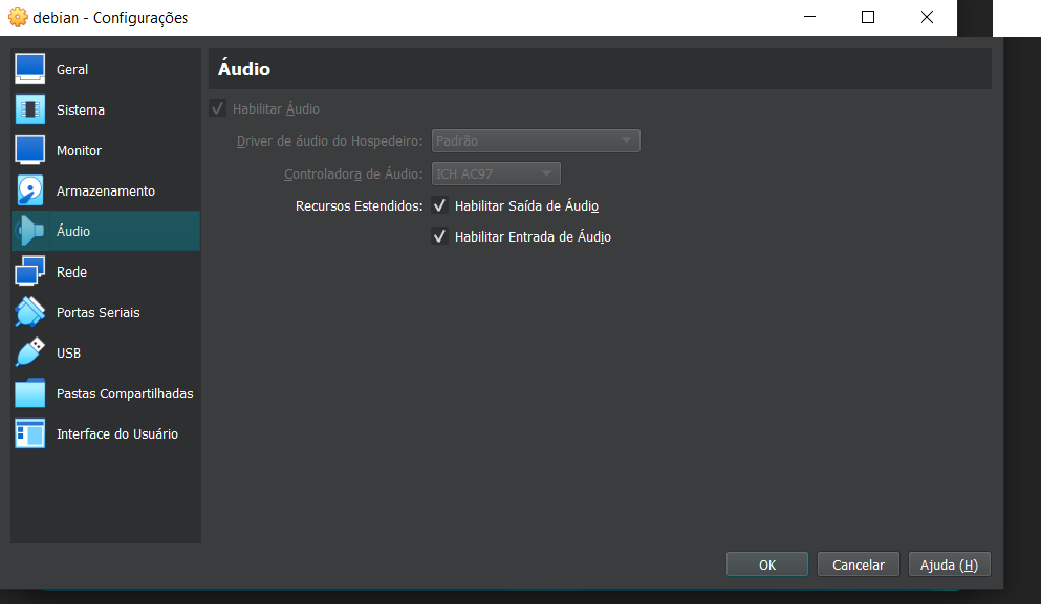 debian - Configurações
Geral
Sistema
Monitor
Armazenamento
Áudio
Rede
Portas Seriais
USB
Pastas Compartilhadas
Interface do Usuário
Áudio
Habilitar Áudio
Driver de áudio do Hospedeiro: Padrão
Controladora de Áudio: ICH AC97
Recursos Estendidos: Habilitar Saída de Áudio
Habilitar Entrada de Áudio
OK Cancelar Ajuda (H)